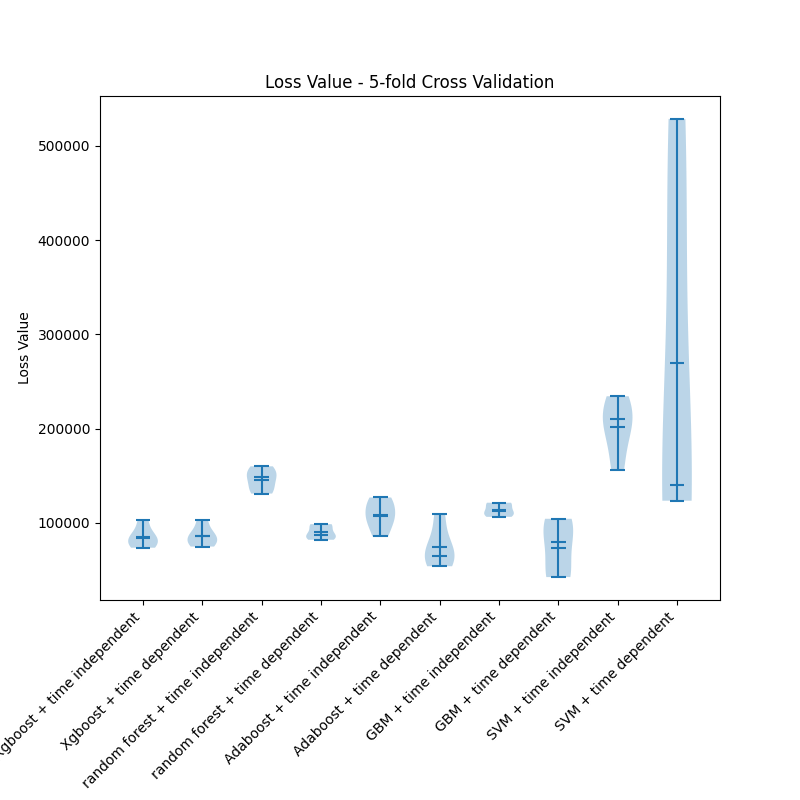 Loss Value - 5-fold Cross Validation
500000
400000
300000
200000
100000
Loss Value
gboost + time independent
Xgboost + time dependent
random forest + time independent
random forest + time dependent
Adaboost + time independent
Adaboost + time dependent
GBM + time independent
GBM + time dependent
SVM + time independent
SVM + time dependent